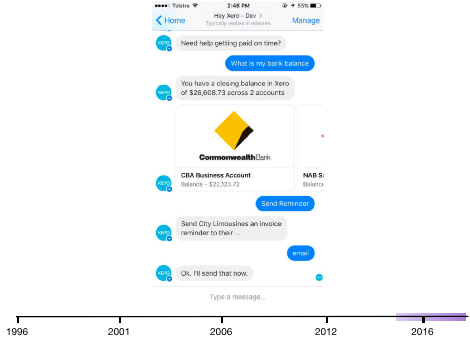 Telstra 2:48 PM 55%
Home Hey Xero - Dev > Manage
Typically replies in minutes
Need help getting paid on time?
What is my bank balance
You have a closing balance in Xero
of $26,608.73 across 2 accounts
CommonwealthBank
CBA Business Account NAB
Balance - $22,123.72 Balance
Send Reminder
Send City Limousines an invoice
reminder to their ...
email
Ok. I'll send that now.
Type a message...
1996 2001 2006 2012 2016